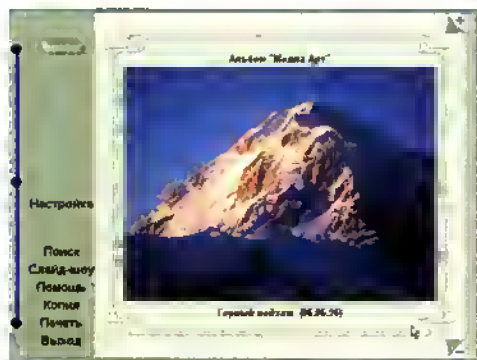 Альбом "Медиа Арт"
Настройка
Поиск
Слайд-шоу
Помощь
Копия
Печать
Выход
Горный пейзаж